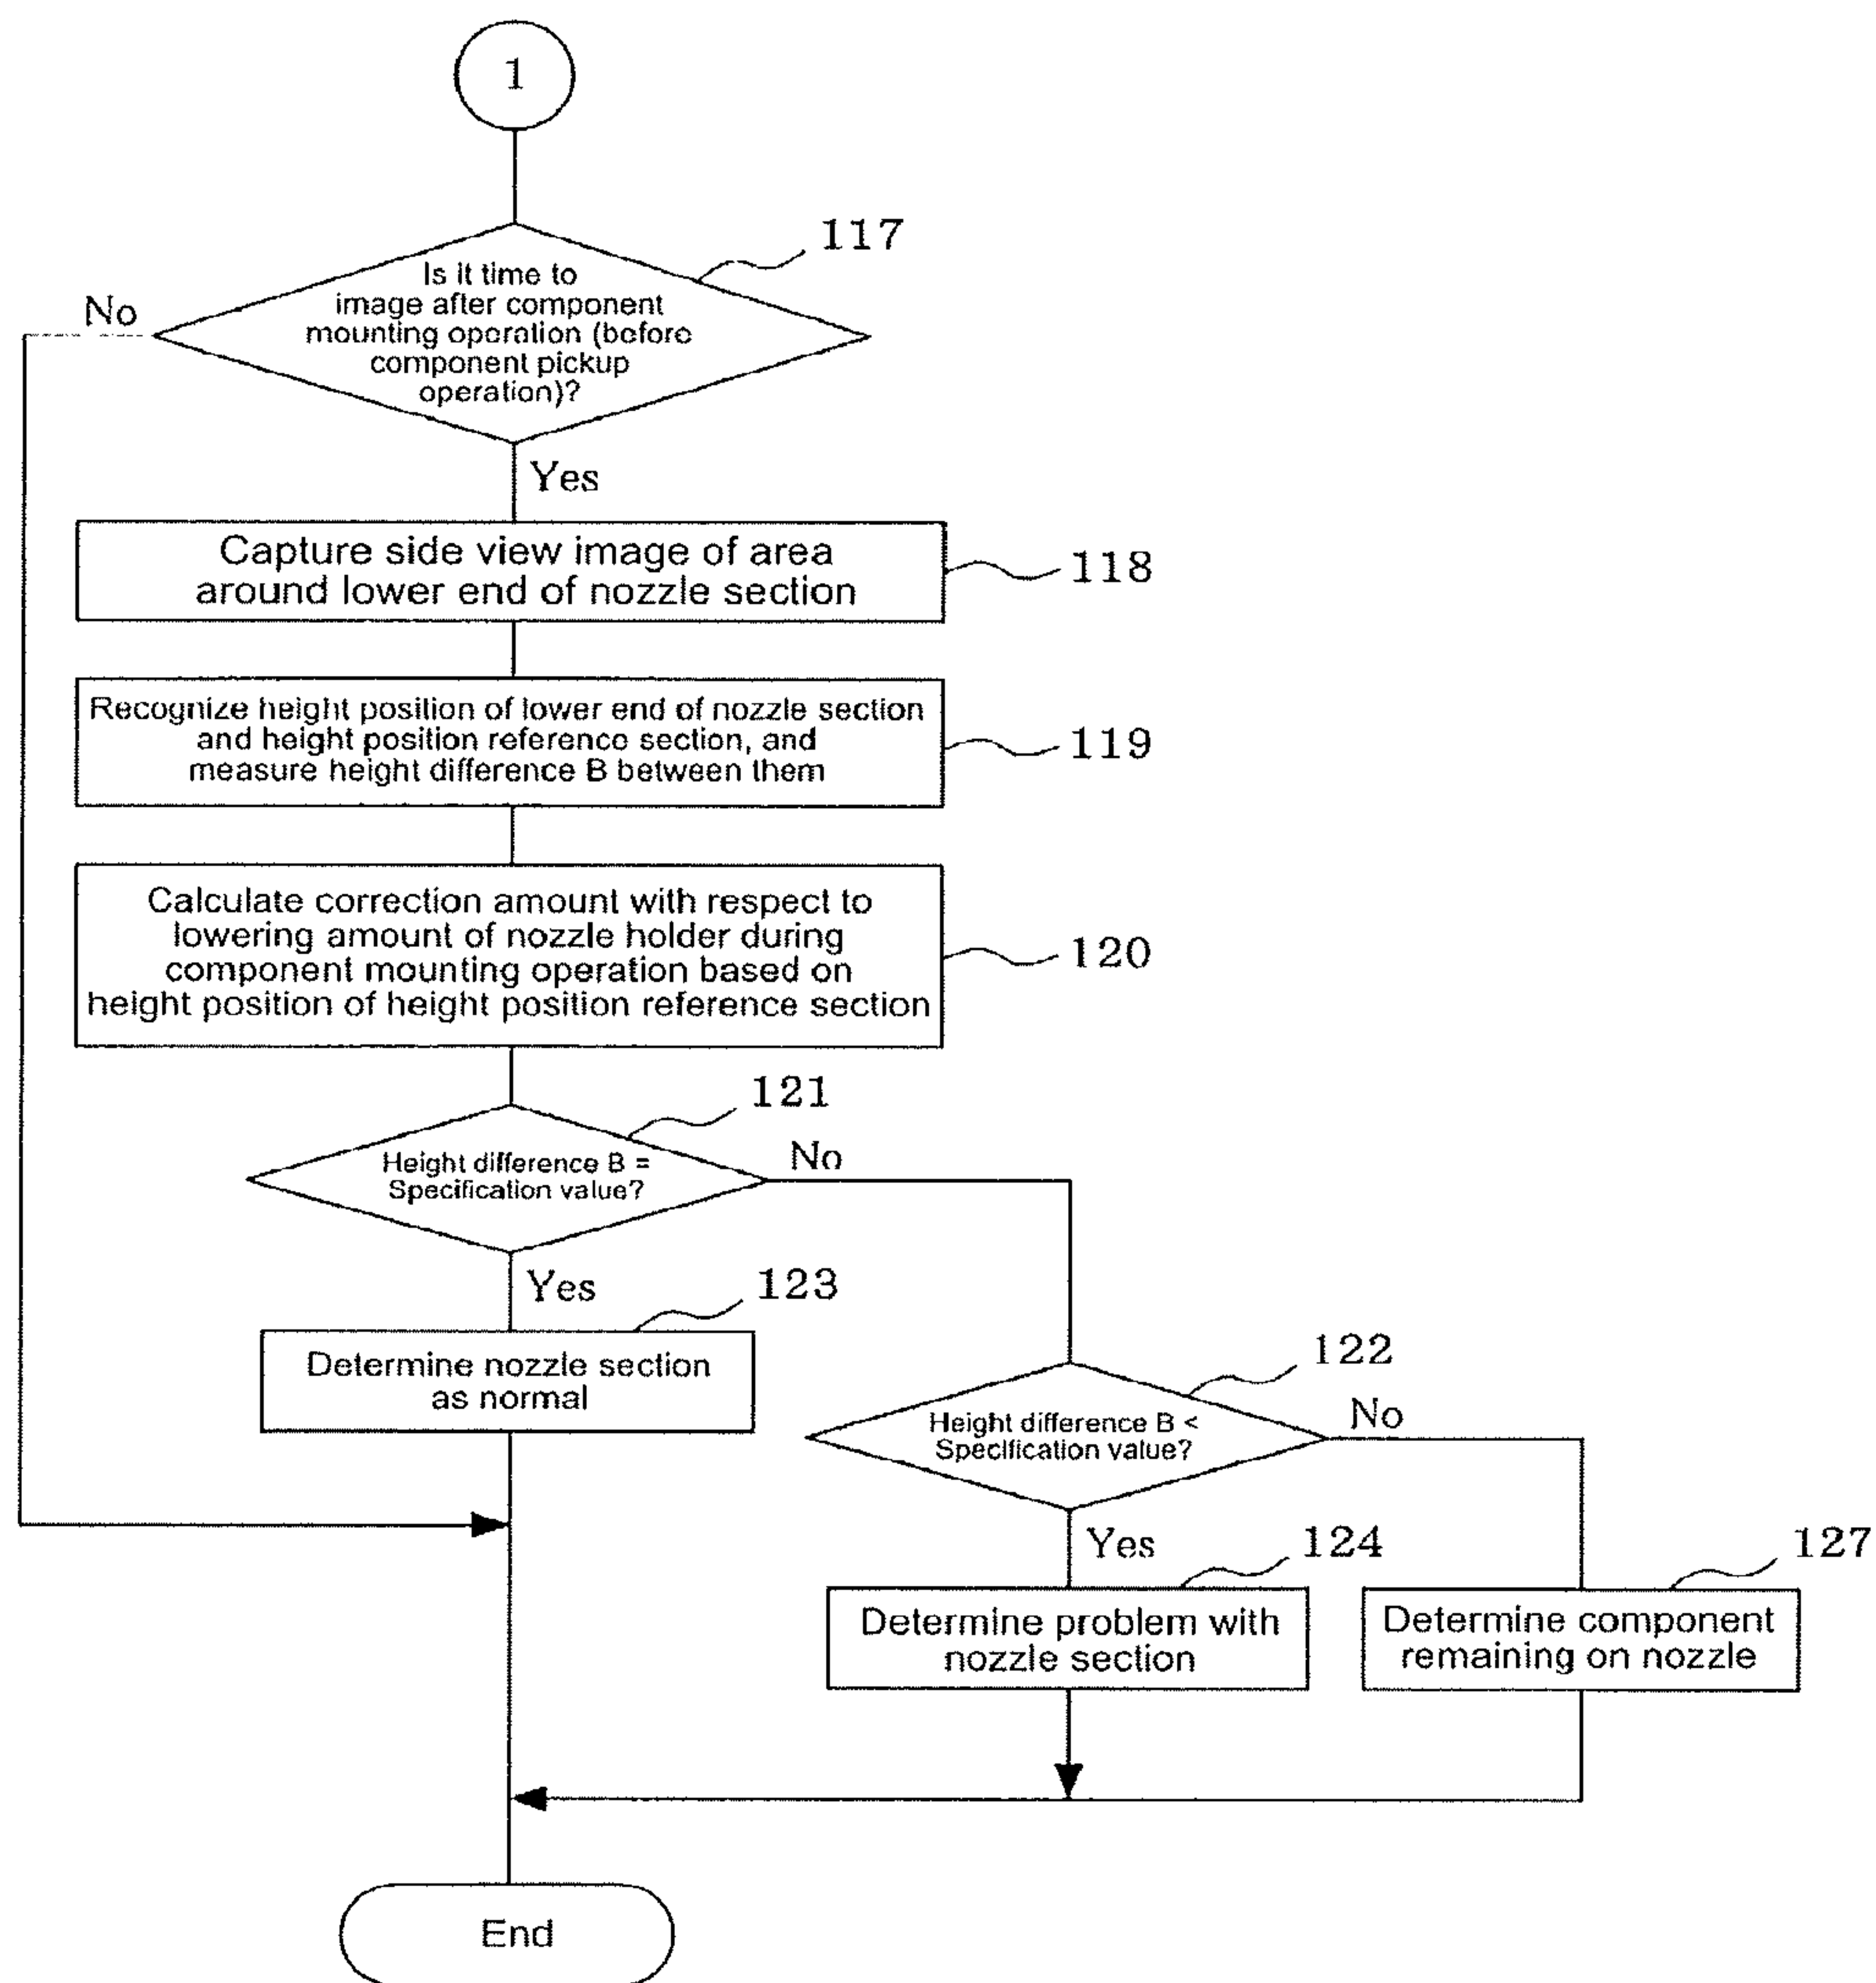 1
117
Is it time to
image after component
mounting operation (before
component pickup
operation)?
No
Yes
Capture side view image of area
around lower end of nozzle section
118
Recognize height position of lower end of nozzle section
and height position reference section, and
measure height difference B between them
119
Calculate correction amount with respect to
lowering amount of nozzle holder during
component mounting operation based on
height position of height position reference section
120
121
Height difference B =
Specification value?
No
Yes
123
Determine nozzle section
as normal
122
Height difference B <
Specification value?
No
Yes
124
Determine problem with
nozzle section
127
Determine component
remaining on nozzle
End